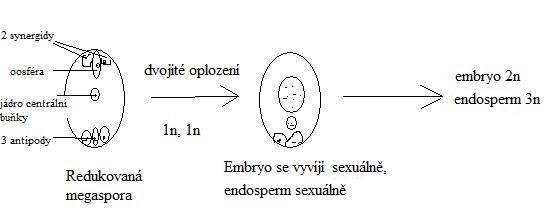 2 synergidy
oosféra
jádro centrální
buňky
3 antipody
Redukovaná
megaspora
dvojité oplození
1n, 1n
Embryo se vyvíjí sexuálně,
endosperm sexuálně
embryo 2n
endosperm 3n